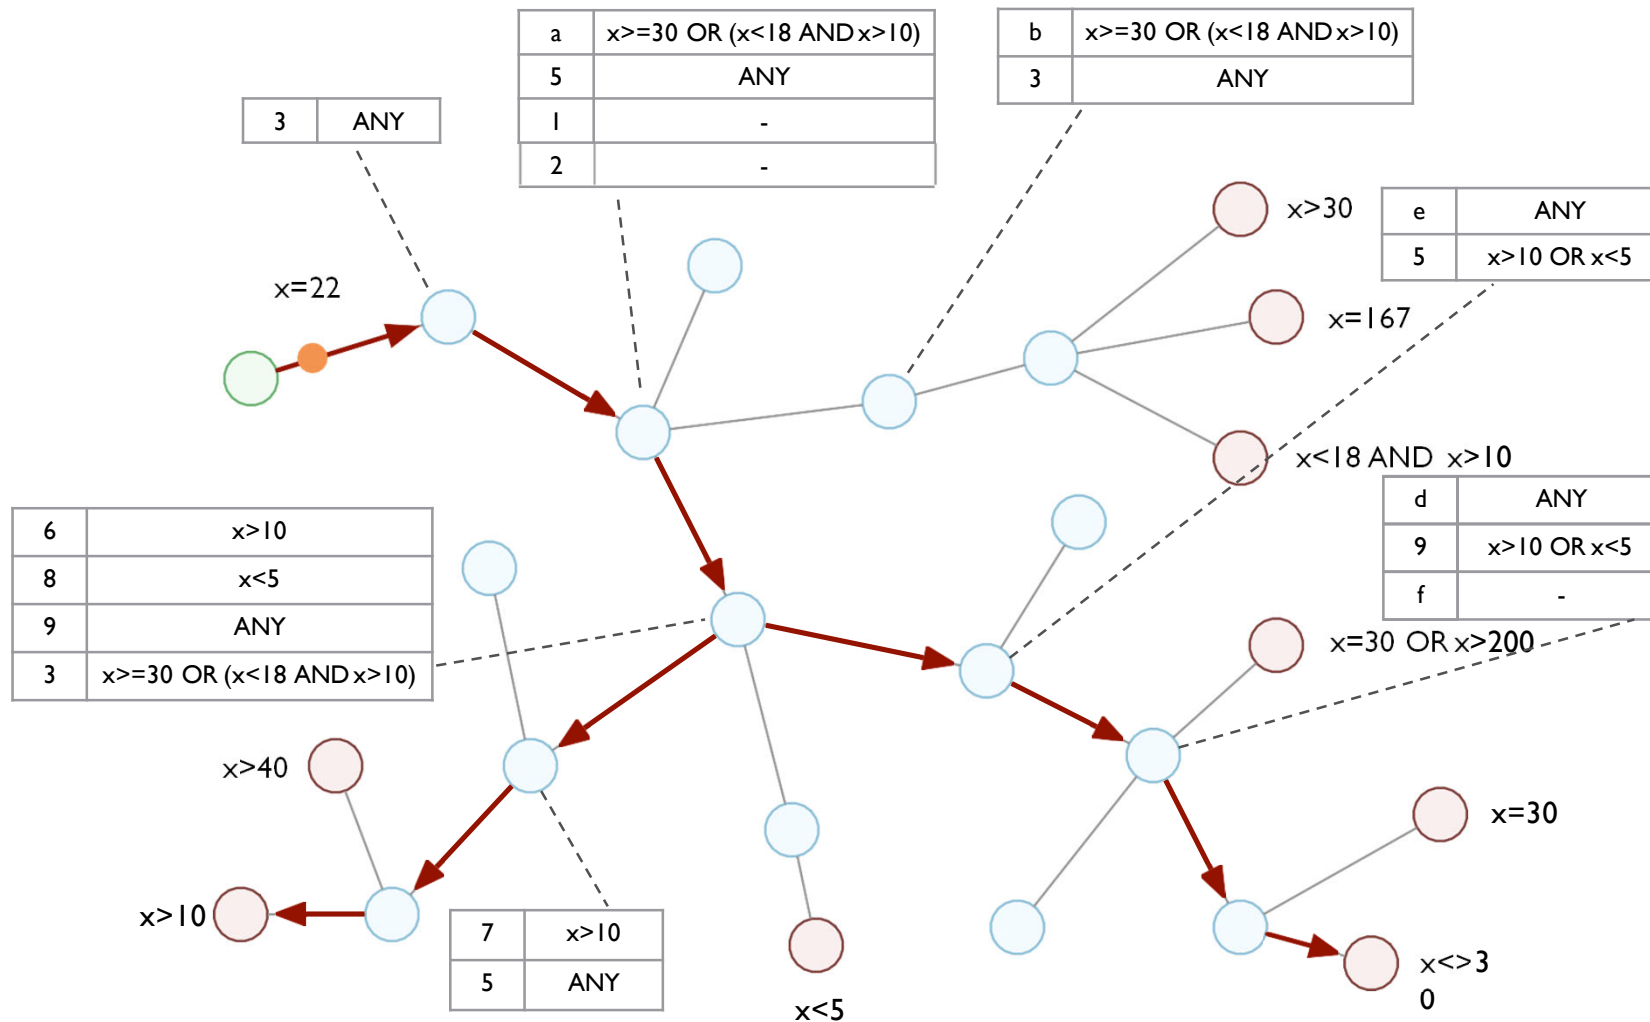 a x>=30 OR (x<18 AND x>10)
5 ANY
1 -
2 -
b x>=30 OR (x<18 AND x>10)
3 ANY
3 ANY
x>30
e ANY
5 x>10 OR x<5
x=22
x=167
x<18 AND x>10
d ANY
9 x>10 OR x<5
f -
6 x>10
8 x<5
9 ANY
3 x>=30 OR (x<18 AND x>10)
x=30 OR x>200
x>40
x=30
x>10
7 x>10
5 ANY
x<>3
0
x<5